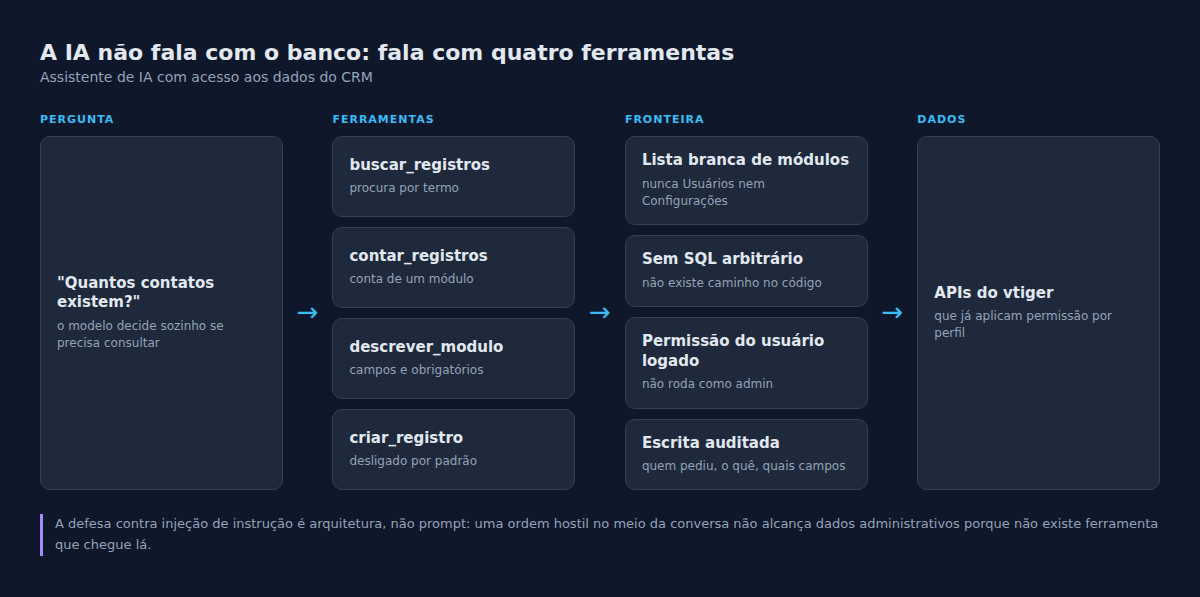 A IA não fala com o banco: fala com quatro ferramentas
Assistente de IA com acesso aos dados do CRM
PERGUNTA
"Quantos contatos
existem?"
o modelo decide sozinho se
precisa consultar
→
FERRAMENTAS
buscar_registros
procura por termo
contar_registros
conta de um módulo
descrever_modulo
campos e obrigatórios
criar_registro
desligado por padrão
→
FRONTEIRA
Lista branca de módulos
nunca Usuários nem
Configurações
Sem SQL arbitrário
não existe caminho no código
Permissão do usuário
logado
não roda como admin
Escrita auditada
quem pediu, o quê, quais campos
→
DADOS
APIs do vtiger
que já aplicam permissão por
perfil
A defesa contra injeção de instrução é arquitetura, não prompt: uma ordem hostil no meio da conversa não alcança dados administrativos porque não existe ferramenta
que chegue lá.